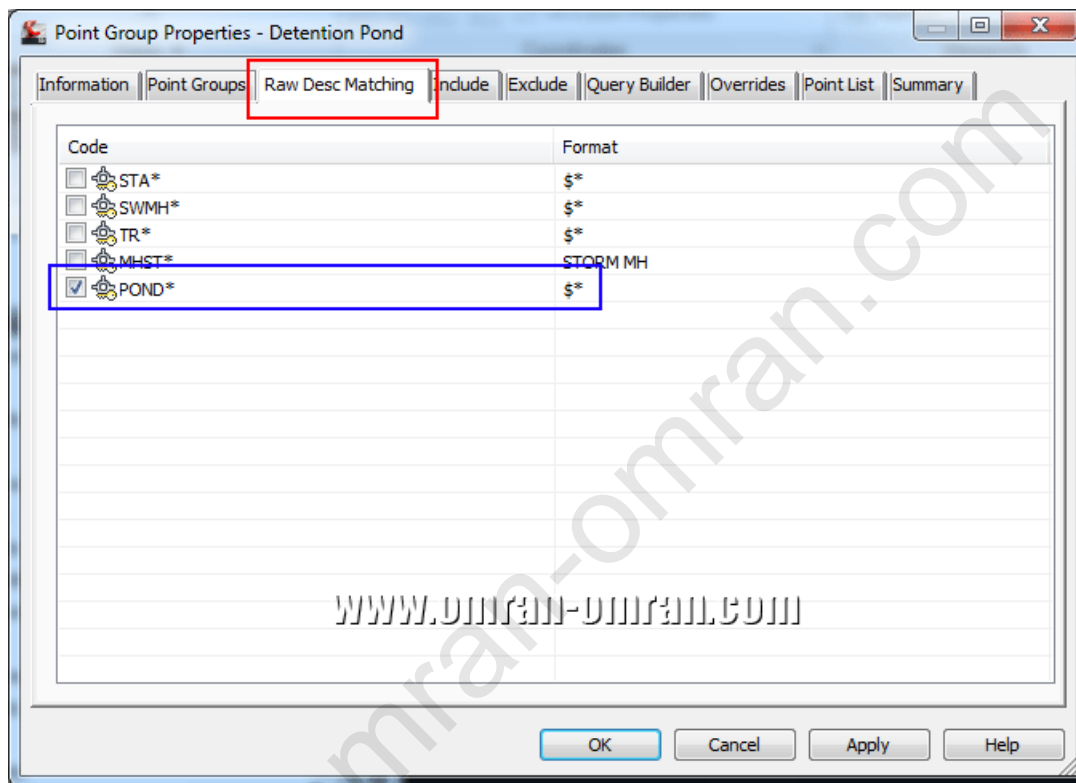 Point Group Properties - Detention Pond
Information Point Groups Raw Desc Matching Include Exclude Query Builder Overrides Point List Summary
Code Format
STA* $*
SWMH* $*
TR* $*
MHST* STORM MH
POND* $*
www.omran-omran.com
omran-omran.com
OK Cancel Apply Help